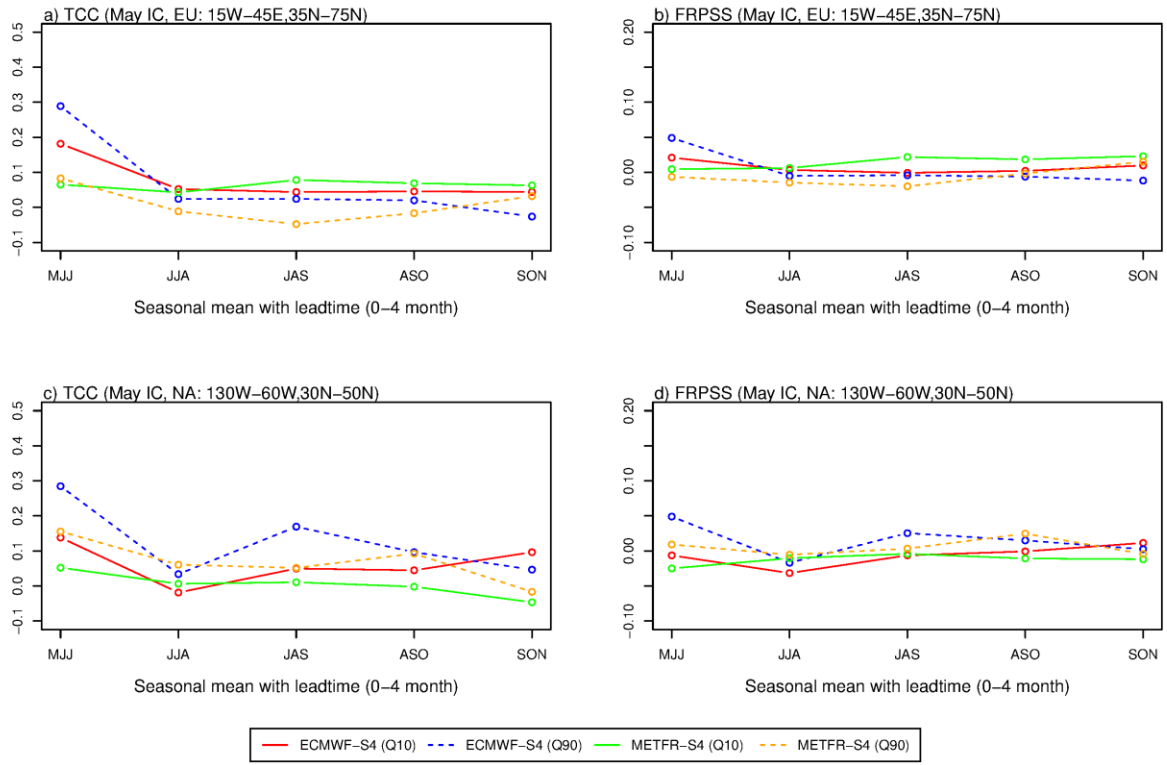 a) TCC (May IC, EU: 15W−45E,35N−75N)
0.5
0.4
0.3
0.2
0.1
0.0
−0.1
MJJ JJA JAS ASO SON
Seasonal mean with leadtime (0−4 month)
b) FRPSS (May IC, EU: 15W−45E,35N−75N)
0.20
0.10
0.00
−0.10
MJJ JJA JAS ASO SON
Seasonal mean with leadtime (0−4 month)
c) TCC (May IC, NA: 130W−60W,30N−50N)
0.5
0.4
0.3
0.2
0.1
0.0
−0.1
MJJ JJA JAS ASO SON
Seasonal mean with leadtime (0−4 month)
d) FRPSS (May IC, NA: 130W−60W,30N−50N)
0.20
0.10
0.00
−0.10
MJJ JJA JAS ASO SON
Seasonal mean with leadtime (0−4 month)
ECMWF−S4 (Q10) ECMWF−S4 (Q90) METFR−S4 (Q10) METFR−S4 (Q90)